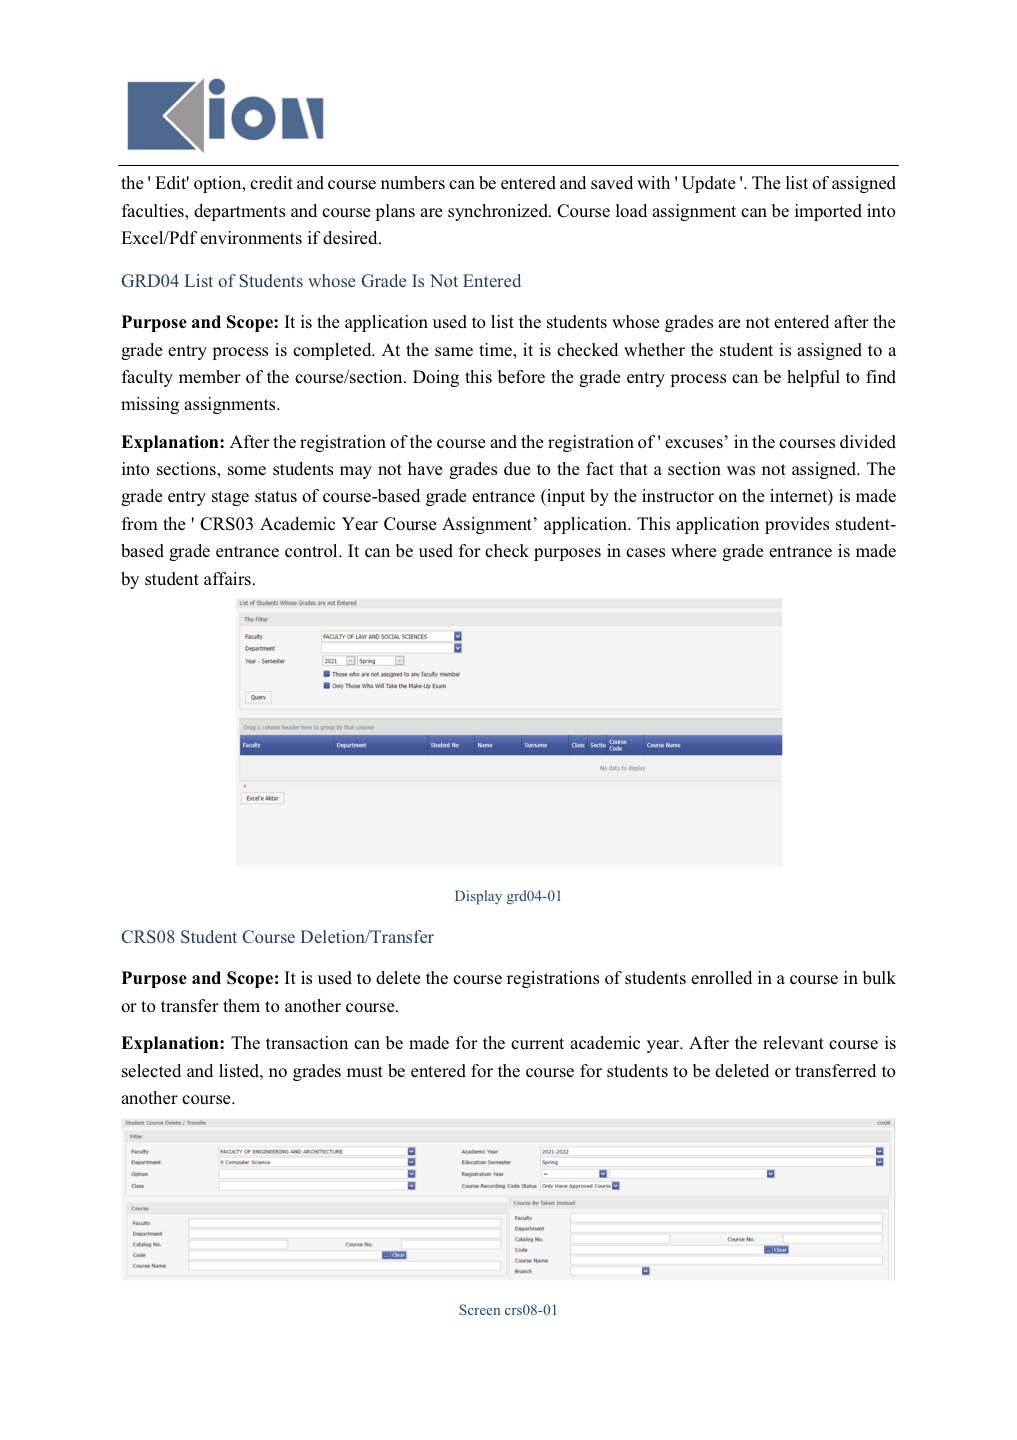 Kion
the ' Edit' option, credit and course numbers can be entered and saved with ' Update '. The list of assigned
faculties, departments and course plans are synchronized. Course load assignment can be imported into
Excel/Pdf environments if desired.
GRD04 List of Students whose Grade Is Not Entered
Purpose and Scope: It is the application used to list the students whose grades are not entered after the
grade entry process is completed. At the same time, it is checked whether the student is assigned to a
faculty member of the course/section. Doing this before the grade entry process can be helpful to find
missing assignments.
Explanation: After the registration of the course and the registration of ' excuses’ in the courses divided
into sections, some students may not have grades due to the fact that a section was not assigned. The
grade entry stage status of course-based grade entrance (input by the instructor on the internet) is made
from the ' CRS03 Academic Year Course Assignment’ application. This application provides student-
based grade entrance control. It can be used for check purposes in cases where grade entrance is made
by student affairs.
List of Students Whose Grades are not Entered
The Filter
Faculty FACULTY OF LAW AND SOCIAL SCIENCES
Department
Year - Semester 2021 Spring
Those who are not assigned to any faculty member
Only Those Who Will Take the Make-Up Exam
Query
Drag a column header here to group by that column
Faculty Department Student No Name Surname Class Sectio Course Code Course Name
No data to display
Excel'e Aktar
Display grd04-01
CRS08 Student Course Deletion/Transfer
Purpose and Scope: It is used to delete the course registrations of students enrolled in a course in bulk
or to transfer them to another course.
Explanation: The transaction can be made for the current academic year. After the relevant course is
selected and listed, no grades must be entered for the course for students to be deleted or transferred to
another course.
Student Course Delete / Transfer crs08
Filter
Faculty FACULTY OF ENGINEERING AND ARCHITECTURE Academic Year 2021-2022
Department 9 Computer Science Education Semester Spring
Option Registration Year =
Class Course Recording Code Status Only Have Approved Course
Course
Faculty
Department
Catalog No. Course No.
Code ... Clear
Course Name
Course Be Taken Instead
Faculty
Department
Catalog No. Course No.
Code ... Clear
Course Name
Branch
Screen crs08-01